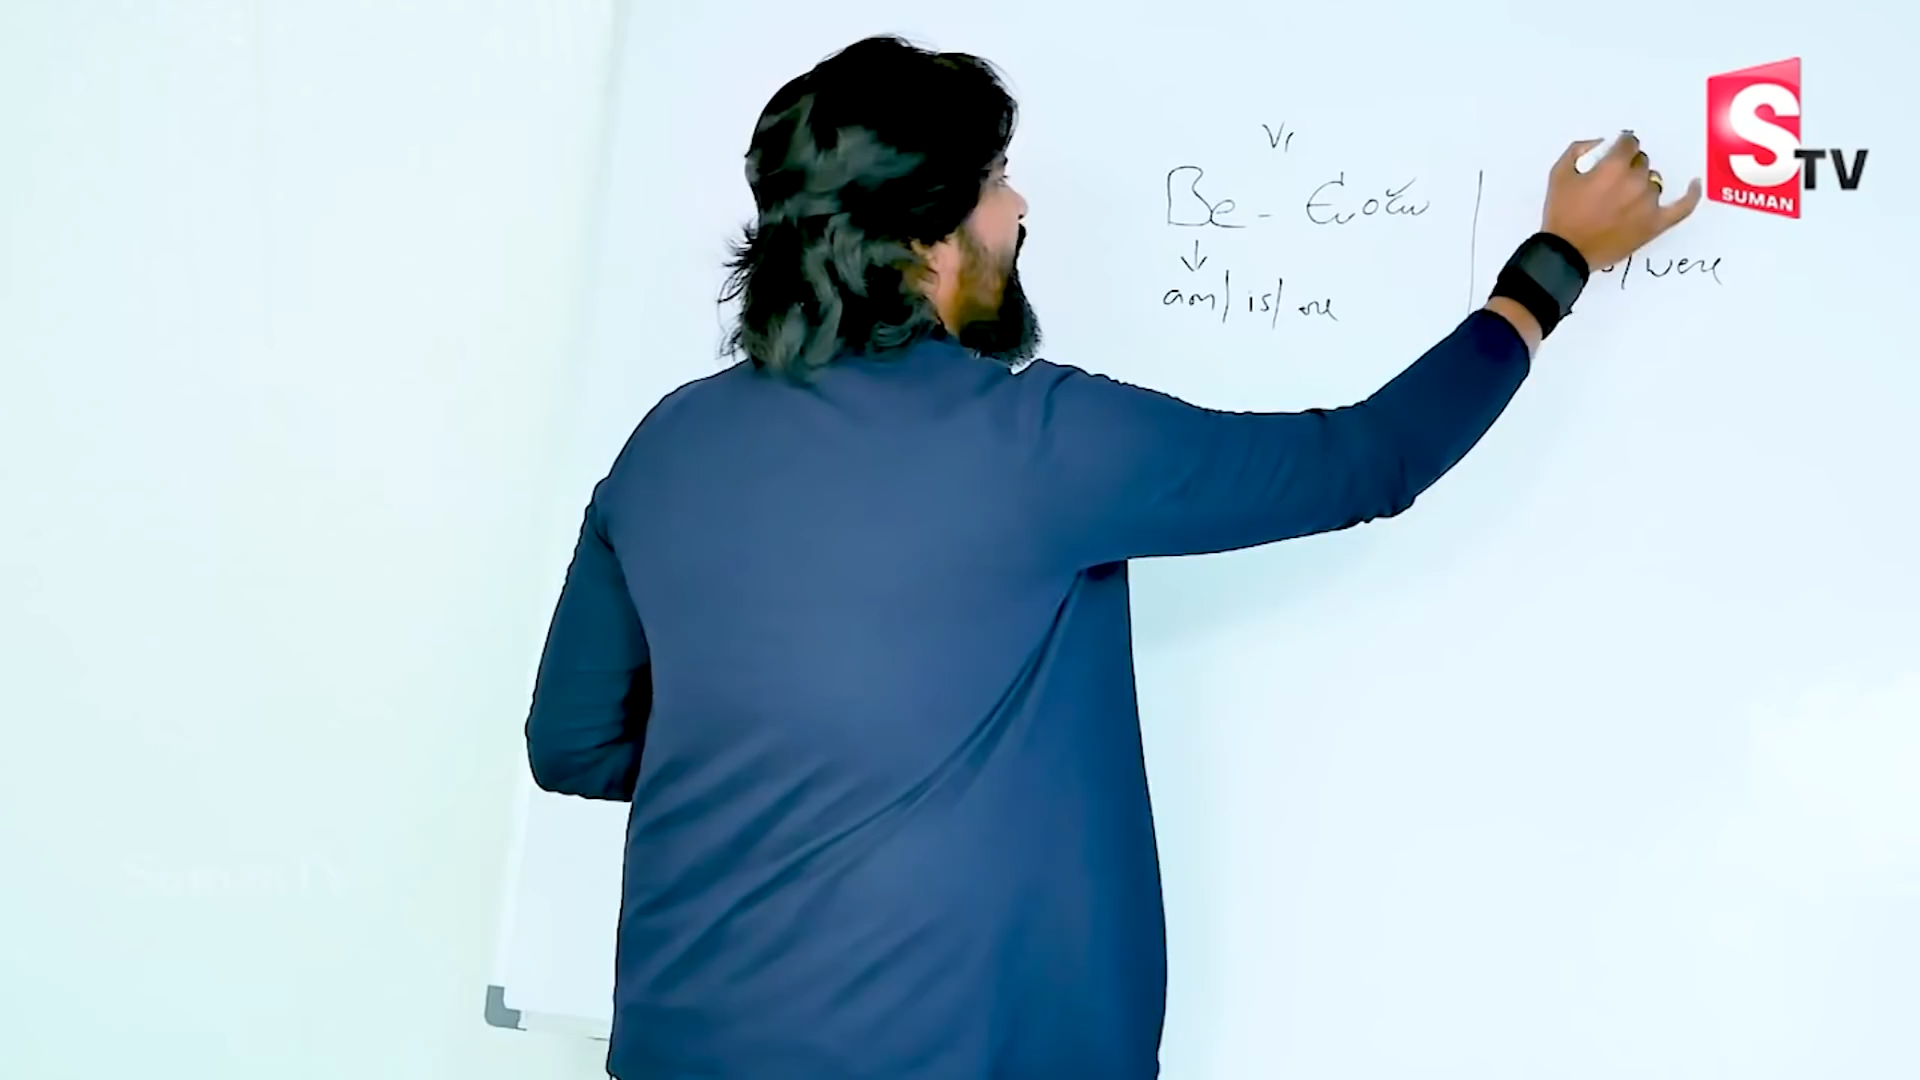 V1
Be - ఉండు
↓
am/ is/ are
/were
S TV
SUMAN